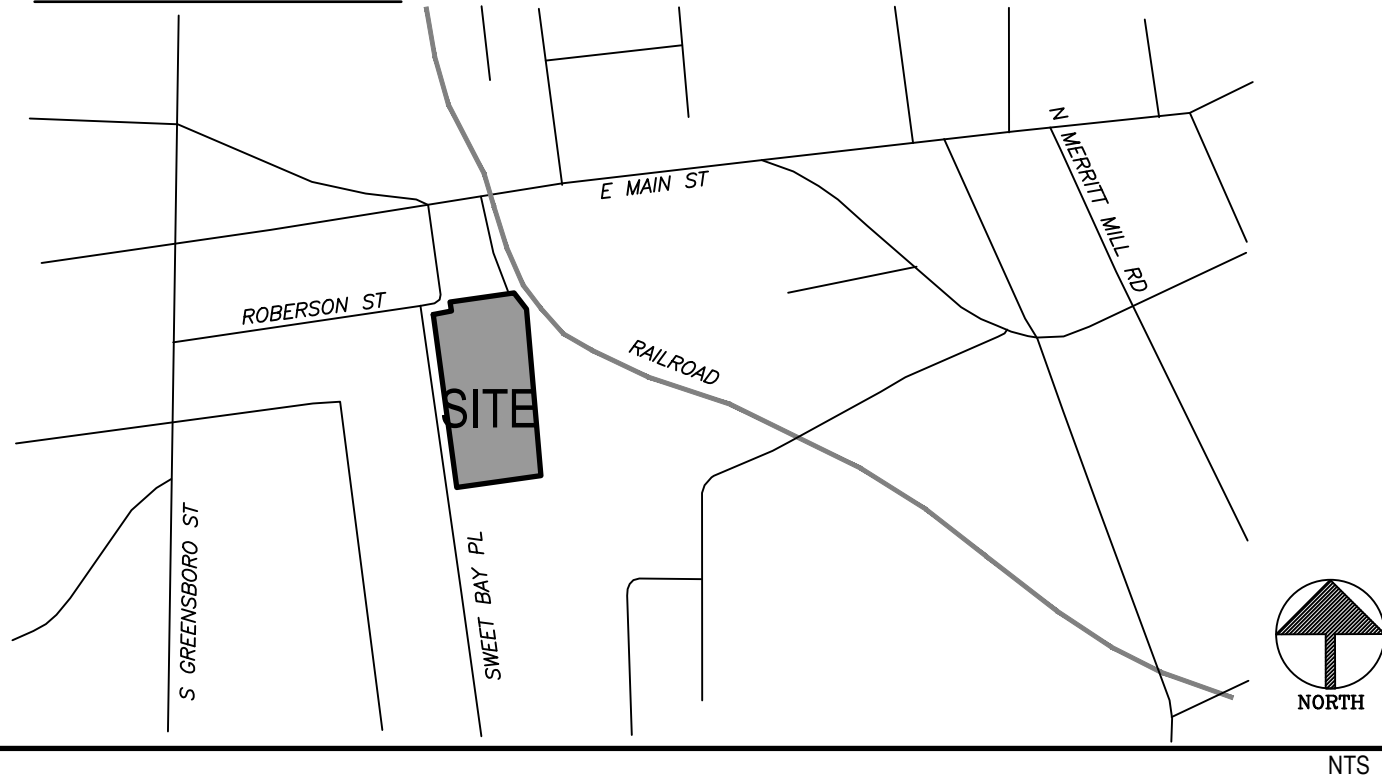 N MERRITT MILL RD
E MAIN ST
ROBERSON ST
RAILROAD
SITE
S GREENSBORO ST
SWEET BAY PL
NORTH
NTS